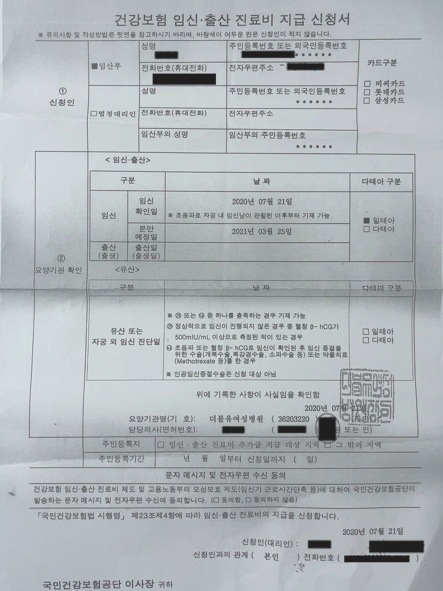 건강보험 임신·출산 진료비 지급 신청서
※ 유의사항 및 작성방법은 뒷면을 참고하시기 바라며, 바탕색이 어두운 란은 신청인이 적지 않습니다.
① 신청인
■임산부
성명
주민등록번호 또는 외국인등록번호
******
전화번호(휴대전화)
전자우편주소
카드구분
□ 비씨카드
□ 롯데카드
□ 삼성카드
□법정대리인
성명
주민등록번호 또는 외국인등록번호
******
전화번호(휴대전화)
전자우편주소
임산부의 성명
임산부의 주민등록번호
******
② 요양기관 확인
< 임신·출산>
구분
날 짜
다태아 구분
임신
임신 확인일
2020년 07월 21일
※ 초음파로 자궁 내 임신낭이 관찰된 이후부터 기재 가능
분만 예정일
2021년 03월 25일
■ 일태아
□ 다태아
출산 (출생)
출산일 (출생일)
<유산>
구분
날 짜
다태아 구분
유산 또는 자궁 외 임신 진단일
※ ㉮ 또는 ㉯ 중 하나를 충족하는 경우 기재 가능
㉮ 정상적으로 임신이 진행되지 않은 경우 중 혈청 β- hCG가
500mIU/mL 이상으로 측정된 적이 있는 경우
㉯ 초음파 또는 혈청 β- hCG로 임신이 확인된 후 임신 종결을
위한 수술(개복수술,복강경수술, 소파수술 등) 또는 약물치료
(Methotrexate 등)를 한 경우
※ 인공임신중절수술은 신청 대상 아님
□ 일태아
□ 다태아
위에 기록한 사항이 사실임을 확인함
2020년 07월 21일
요양기관명(기 호): 더블유여성병원 (36203220
담당의사(면허번호):
또는 인)
주민등록지
□ 임신·출산 진료비 추가금 지급 대상 지역 □ 그 밖의 지역
주민등록기간
년 월 일부터 신청일까지 ( 일)
문자 메시지 및 전자우편 수신 동의
건강보험 임신·출산 진료비 제도 및 고용노동부의 모성보호 제도(임신기 근로시간단축 등)에 대하여 국민건강보험공단이
발송하는 문자 메시지 및 전자우편 수신에 동의합니다. (□ 동의함, □ 동의하지 않음)
「국민건강보험법 시행령」 제23조제4항에 따라 임신·출산 진료비의 지급을 신청합니다.
2020년 07월 21일
신청인(대리인) :
신청인과의 관계 ( 본인 ) 전화번호 (
국민건강보험공단 이사장 귀하